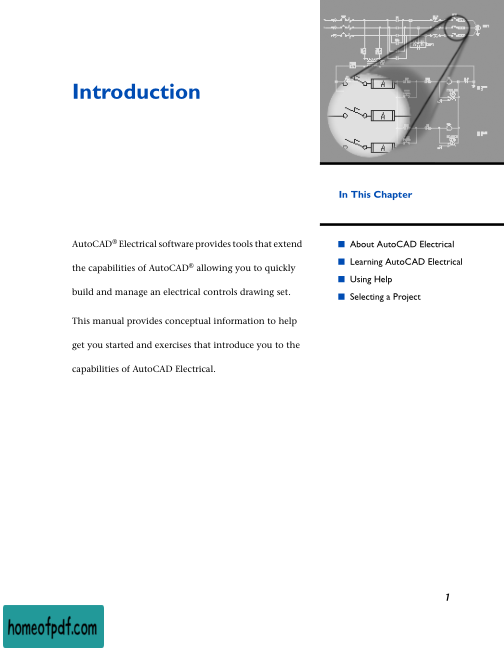 Introduction
In This Chapter
AutoCAD® Electrical software provides tools that extend
the capabilities of AutoCAD® allowing you to quickly
build and manage an electrical controls drawing set.
This manual provides conceptual information to help
get you started and exercises that introduce you to the
capabilities of AutoCAD Electrical.
■ About AutoCAD Electrical
■ Learning AutoCAD Electrical
■ Using Help
■ Selecting a Project
1
homeofpdf.com